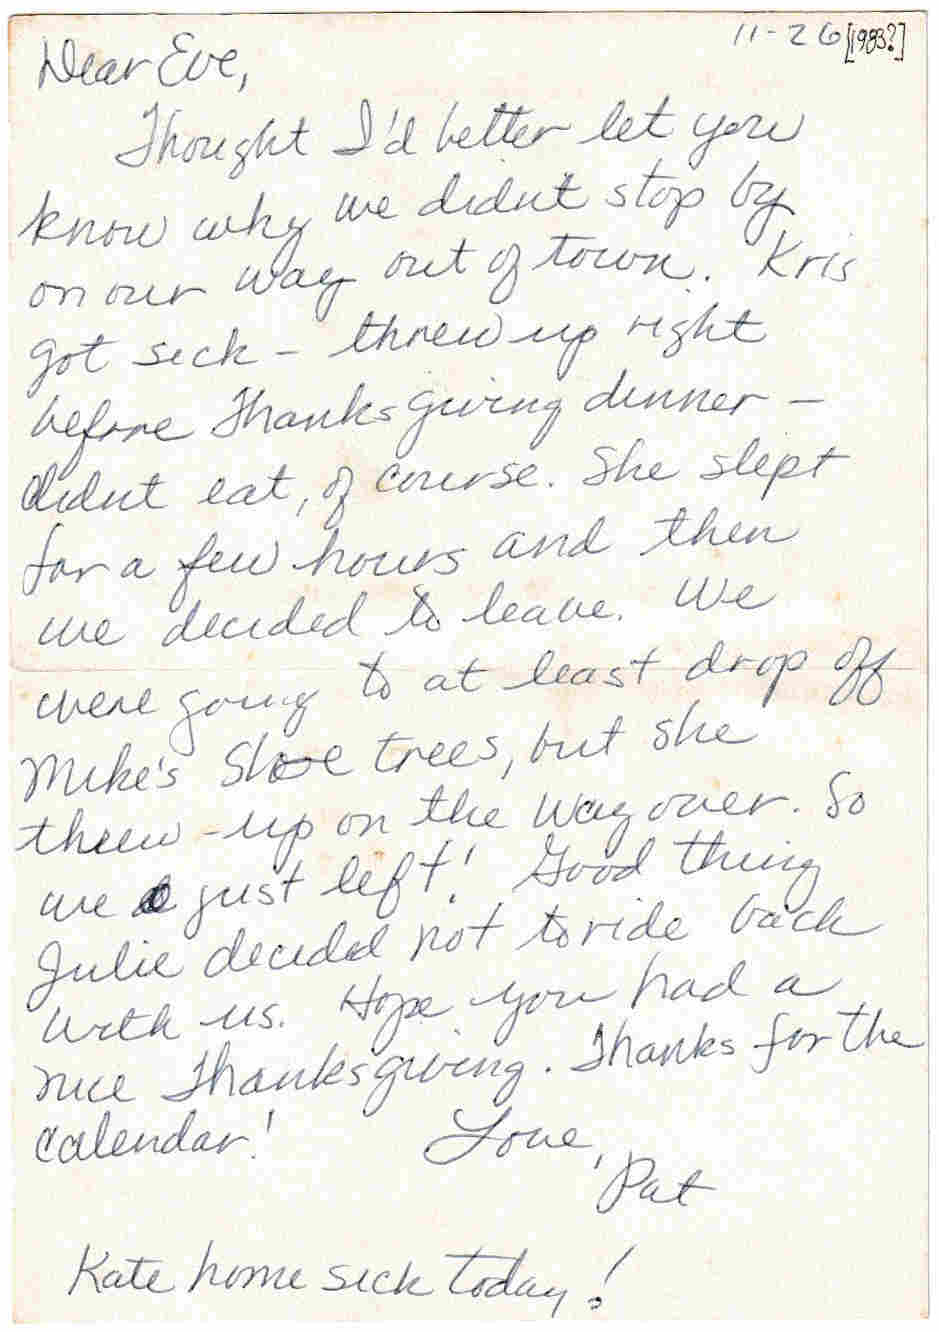 11-26 [1983?]
Dear Eve,
Thought I'd better let you
know why we didn't stop by
on our way out of town. Kris
got sick - threw up right
before Thanksgiving dinner -
didnt eat, of course. She slept
for a few hours and then
we decided to leave. We
were going to at least drop off
Mike's shoe trees, but she
threw-up on the way over. So
we just left! Good thing
Julie decided not to ride back
with us. Hope you had a
nice Thanksgiving. Thanks for the
calendar!
Love,
Pat
Kate home sick today!